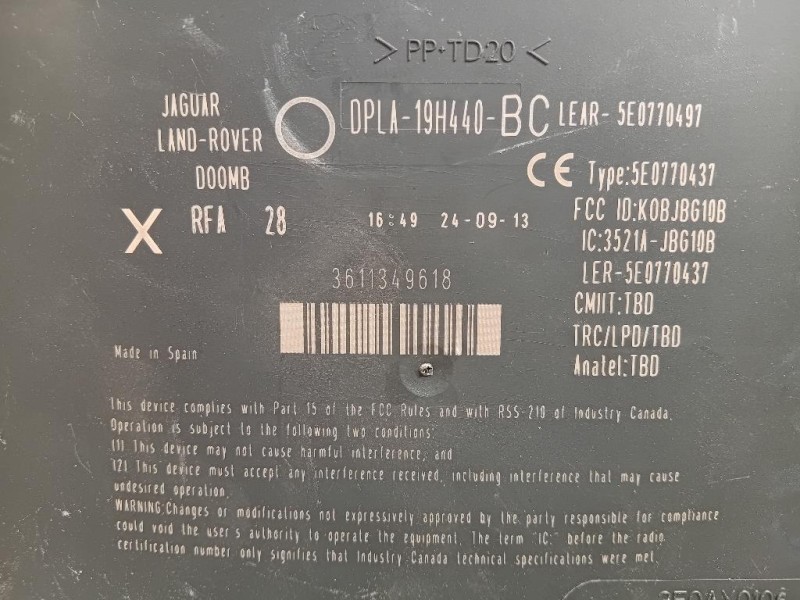 >PP+TD20<
JAGUAR
LAND-ROVER
DOOMB
DPLA-19H440-BC LEAR-5E0770497
CE Type:5E0770437
FCC ID:KOBJBG10B
IC:3521A-JBG10B
LER-5E0770437
CMIIT:TBD
TRC/LPD/TBD
Anatel:TBD
X RFA 28 16:49 24-09-13
3611349618
Made in Spain
This device complies with Part 15 of the FCC Rules and with RSS-210 of Industry Canada.
Operation is subject to the following two conditions:
(1) This device may not cause harmful interference, and
(2) This device must accept any interference received, including interference that may cause
undesired operation.
WARNING:Changes or modifications not expressively approved by the party responsible for compliance
could void the user's authority to operate the equipment. The term "IC:" before the radio
certification number only signifies that Industry Canada technical specifications were met.